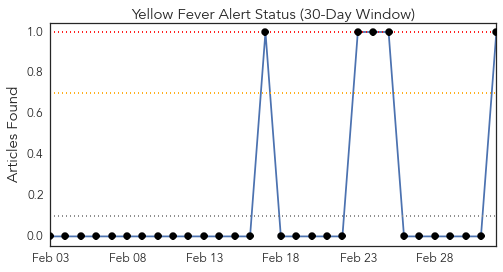 Yellow Fever Alert Status (30-Day Window)
Articles Found
1.0
0.8
0.6
0.4
0.2
0.0
Feb 03
Feb 08
Feb 13
Feb 18
Feb 23
Feb 28